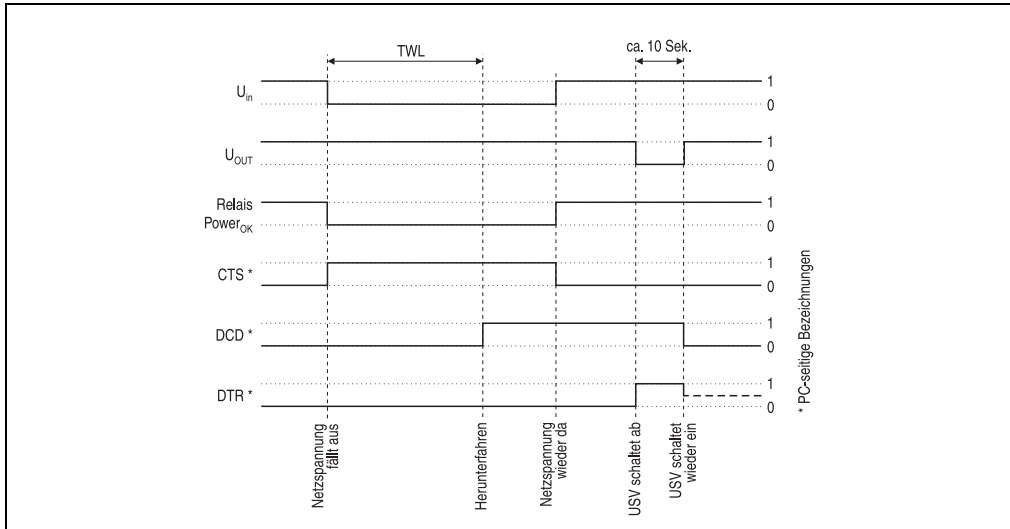 TWL
ca. 10 Sek.
U_in
1
0
U_OUT
1
0
Relais
Power_OK
1
0
CTS *
1
0
DCD *
1
0
DTR *
1
0
Netzspannung
fällt aus
Herunterfahren
Netzspannung
wieder da
USV schaltet ab
USV schaltet
wieder ein
* PC-seitige Bezeichnungen